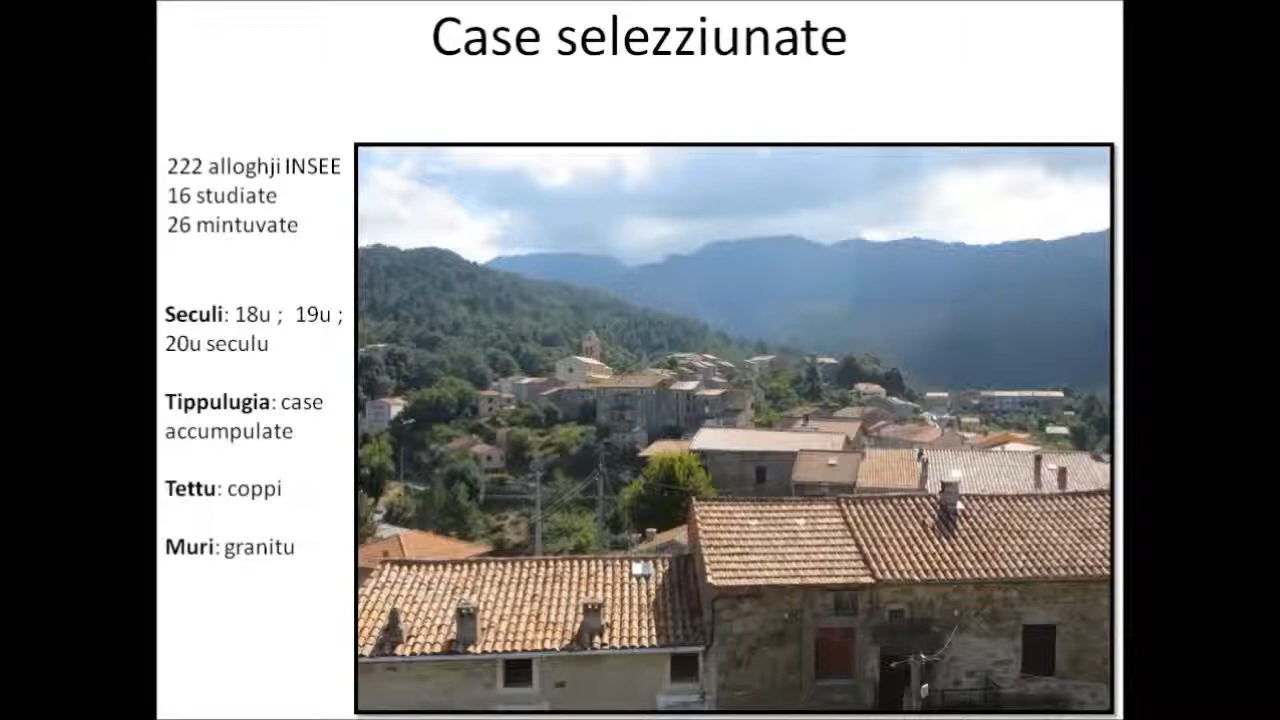 Case selezziunate
222 alloghji INSEE
16 studiate
26 mintuvate
Seculi: 18u ; 19u ;
20u seculu
Tippulugia: case
accumpulate
Tettu: coppi
Muri: granitu